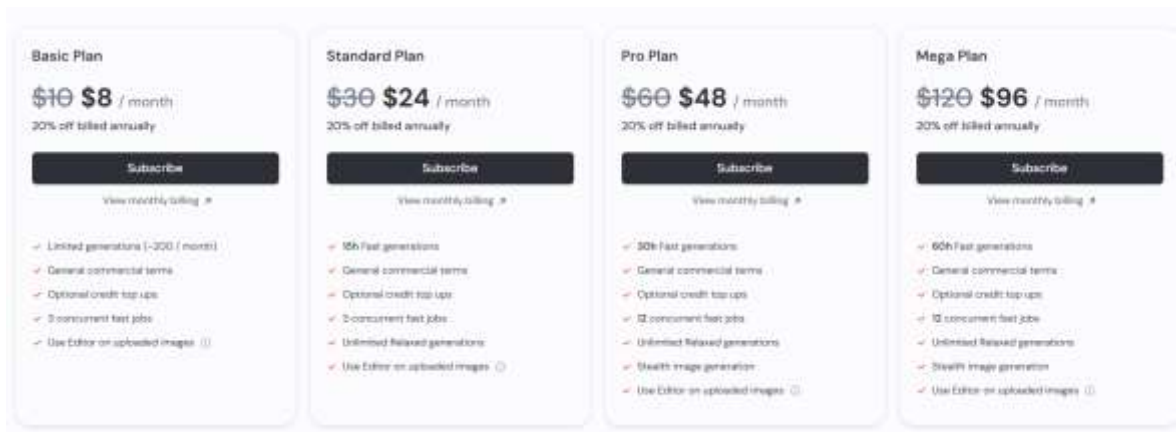 Basic Plan
$10 $8 / month
20% off billed annually
Subscribe
View monthly billing ↗
✓ Limited generations (~200 / month)
✓ General commercial terms
✓ Optional credit top ups
✓ 3 concurrent fast jobs
✓ Use Editor on uploaded images ⓘ
Standard Plan
$30 $24 / month
20% off billed annually
Subscribe
View monthly billing ↗
✓ 15h Fast generations
✓ General commercial terms
✓ Optional credit top ups
✓ 3 concurrent fast jobs
✓ Unlimited Relaxed generations
✓ Use Editor on uploaded images ⓘ
Pro Plan
$60 $48 / month
20% off billed annually
Subscribe
View monthly billing ↗
✓ 30h Fast generations
✓ General commercial terms
✓ Optional credit top ups
✓ 12 concurrent fast jobs
✓ Unlimited Relaxed generations
✓ Stealth image generation
✓ Use Editor on uploaded images ⓘ
Mega Plan
$120 $96 / month
20% off billed annually
Subscribe
View monthly billing ↗
✓ 60h Fast generations
✓ General commercial terms
✓ Optional credit top ups
✓ 12 concurrent fast jobs
✓ Unlimited Relaxed generations
✓ Stealth image generation
✓ Use Editor on uploaded images ⓘ